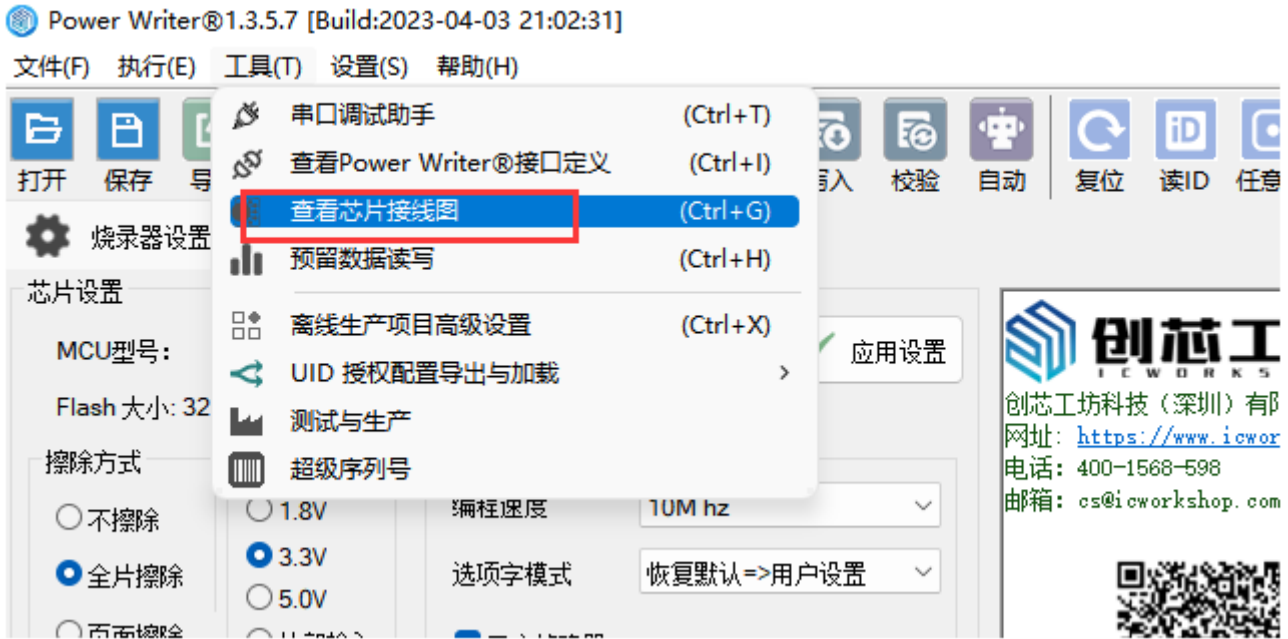 Power Writer®1.3.5.7 [Build:2023-04-03 21:02:31]
文件(F) 执行(E) 工具(T) 设置(S) 帮助(H)
打开 保存 校验 自动 复位 读ID 任意
串口调试助手 (Ctrl+T)
查看Power Writer®接口定义 (Ctrl+I)
查看芯片接线图 (Ctrl+G)
预留数据读写 (Ctrl+H)
离线生产项目高级设置 (Ctrl+X)
UID 授权配置导出与加载
测试与生产
超级序列号
烧录器设置
芯片设置
MCU型号:
应用设置
Flash 大小: 32
擦除方式
不擦除
全片擦除
1.8V
3.3V
5.0V
编程速度 10M hz
选项字模式 恢复默认=>用户设置
创芯工
ICWORKS
创芯工坊科技（深圳）有
网址: https://www.icwor
电话: 400-1568-598
邮箱: cs@icworkshop.com